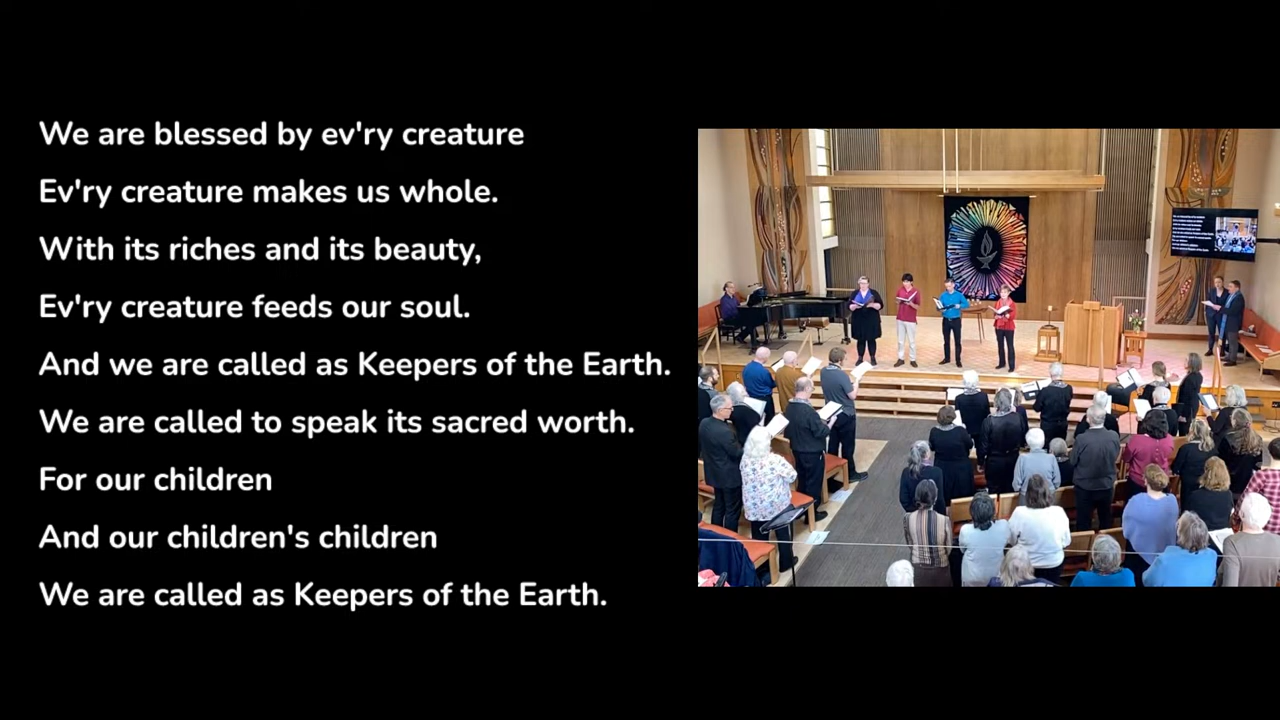 We are blessed by ev'ry creature
Ev'ry creature makes us whole.
With its riches and its beauty,
Ev'ry creature feeds our soul.
And we are called as Keepers of the Earth.
We are called to speak its sacred worth.
For our children
And our children's children
We are called as Keepers of the Earth.